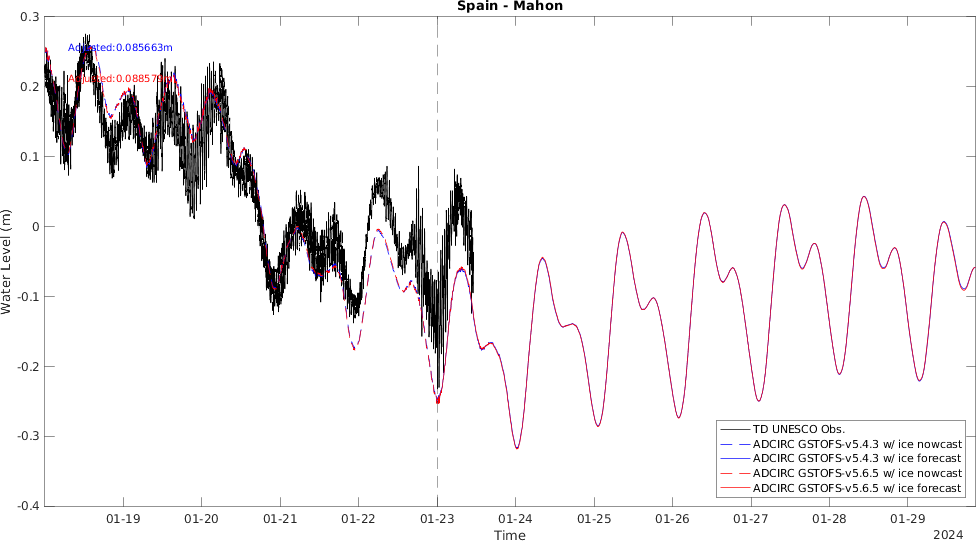 Spain - Mahon
0.3
0.2
0.1
0
-0.1
-0.2
-0.3
-0.4
Water Level (m)
Adjusted:0.085663m
TD UNESCO Obs.
ADCIRC GSTOFS-v5.4.3 w/ ice nowcast
ADCIRC GSTOFS-v5.4.3 w/ ice forecast
ADCIRC GSTOFS-v5.6.5 w/ ice nowcast
ADCIRC GSTOFS-v5.6.5 w/ ice forecast
01-19 01-20 01-21 01-22 01-23 01-24 01-25 01-26 01-27 01-28 01-29
Time
2024